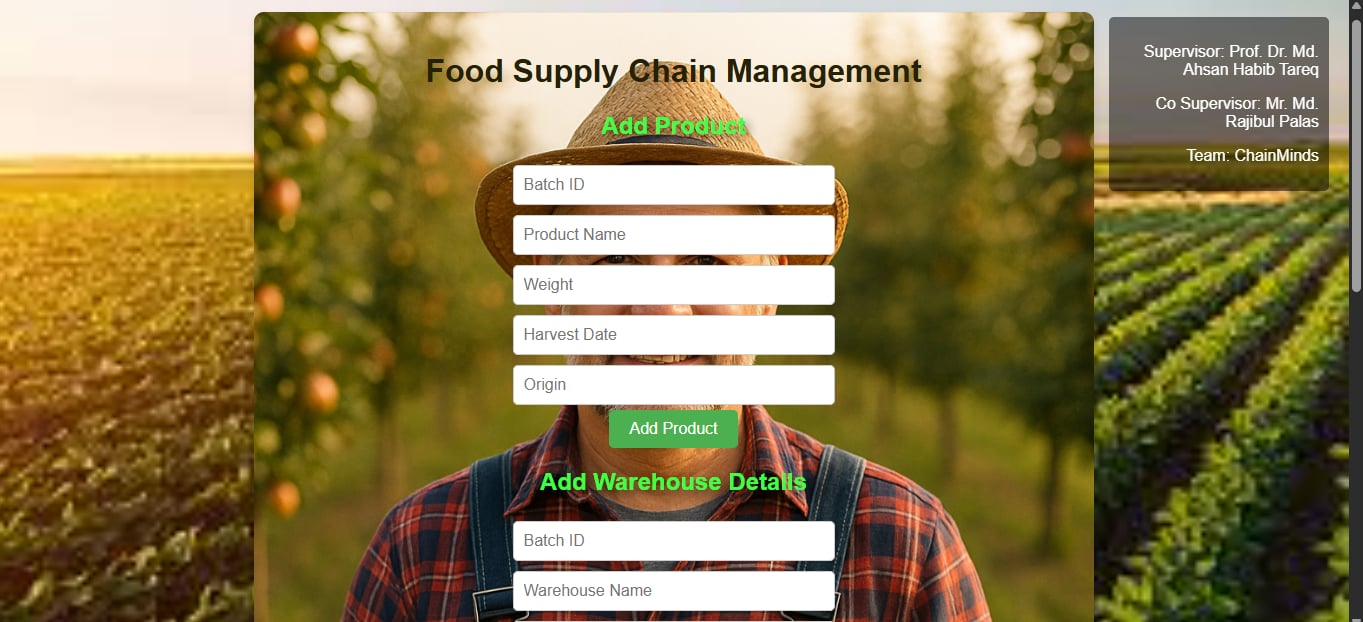 Food Supply Chain Management
Add Product
Batch ID
Product Name
Weight
Harvest Date
Origin
Add Product
Add Warehouse Details
Batch ID
Warehouse Name
Supervisor: Prof. Dr. Md.
Ahsan Habib Tareq
Co Supervisor: Mr. Md.
Rajibul Palas
Team: ChainMinds